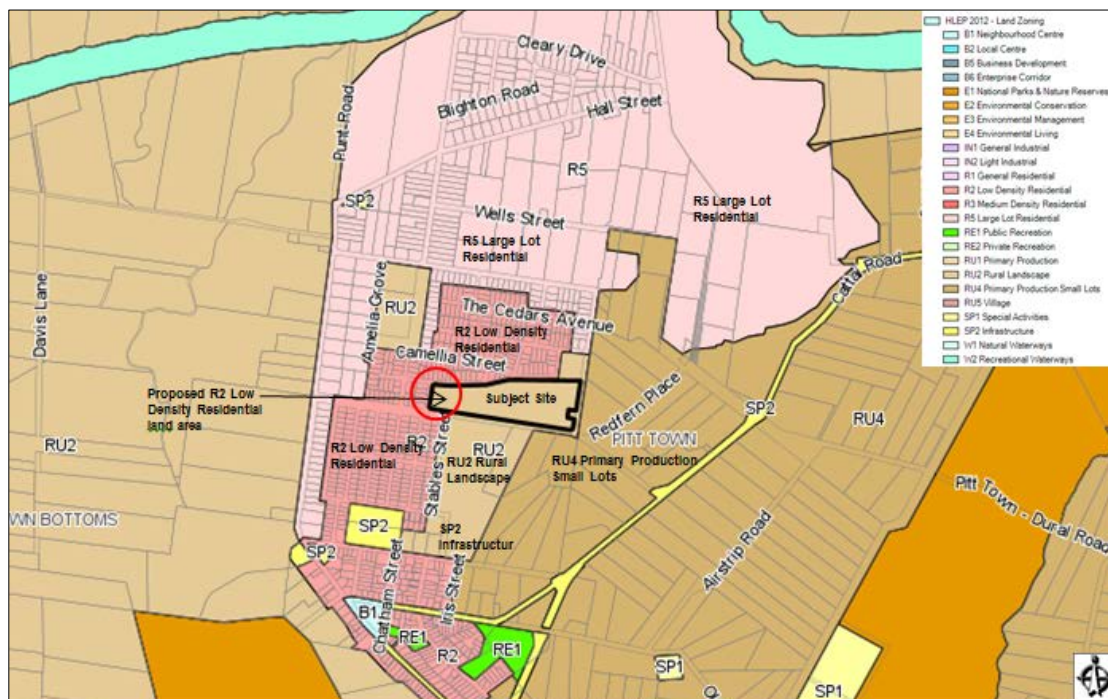 HLEP 2012 - Land Zoning
B1 Neighbourhood Centre
B2 Local Centre
B5 Business Development
B6 Enterprise Corridor
E1 National Parks & Nature Reserves
E2 Environmental Conservation
E3 Environmental Management
E4 Environmental Living
IN1 General Industrial
IN2 Light Industrial
R1 General Residential
R2 Low Density Residential
R3 Medium Density Residential
R5 Large Lot Residential
RE1 Public Recreation
RE2 Private Recreation
RU1 Primary Production
RU2 Rural Landscape
RU4 Primary Production Small Lots
RU5 Village
SP1 Special Activities
SP2 Infrastructure
W1 Natural Waterways
W2 Recreational Waterways
Cleary Drive
Blighton Road
Hall Street
Punt-Road
R5
SP2
R5 Large Lot
Residential
Wells Street
R5 Large Lot
Residential
Cattai-Road
Davis Lane
Amelia-Grove
RU2
The Cedars Avenue
R2 Low Density
Residential
Camellia Street
Proposed R2 Low
Density Residential
land area
Subject Site
Redfern Place
SP2
RU4
PITT TOWN
RU2
R2 Low Density
Residential
R2
Stables Street
RU2
RU2 Rural
Landscape
RU4 Primary Production
Small Lots
Pitt Town - Dural Road
WN BOTTOMS
SP2
SP2
Infrastructur
SP2
Airstrip Road
Chatham Street
Iris-Street
B1
RE1
R2
RE1
SP1
SP1